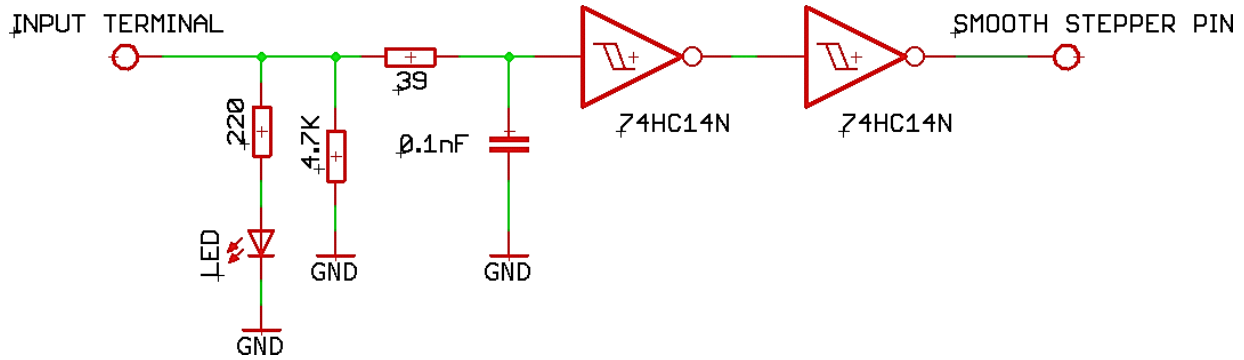 INPUT TERMINAL
SMOOTH STEPPER PIN
39
74HC14N
74HC14N
220
4.7K
0.1nF
LED
GND
GND
GND